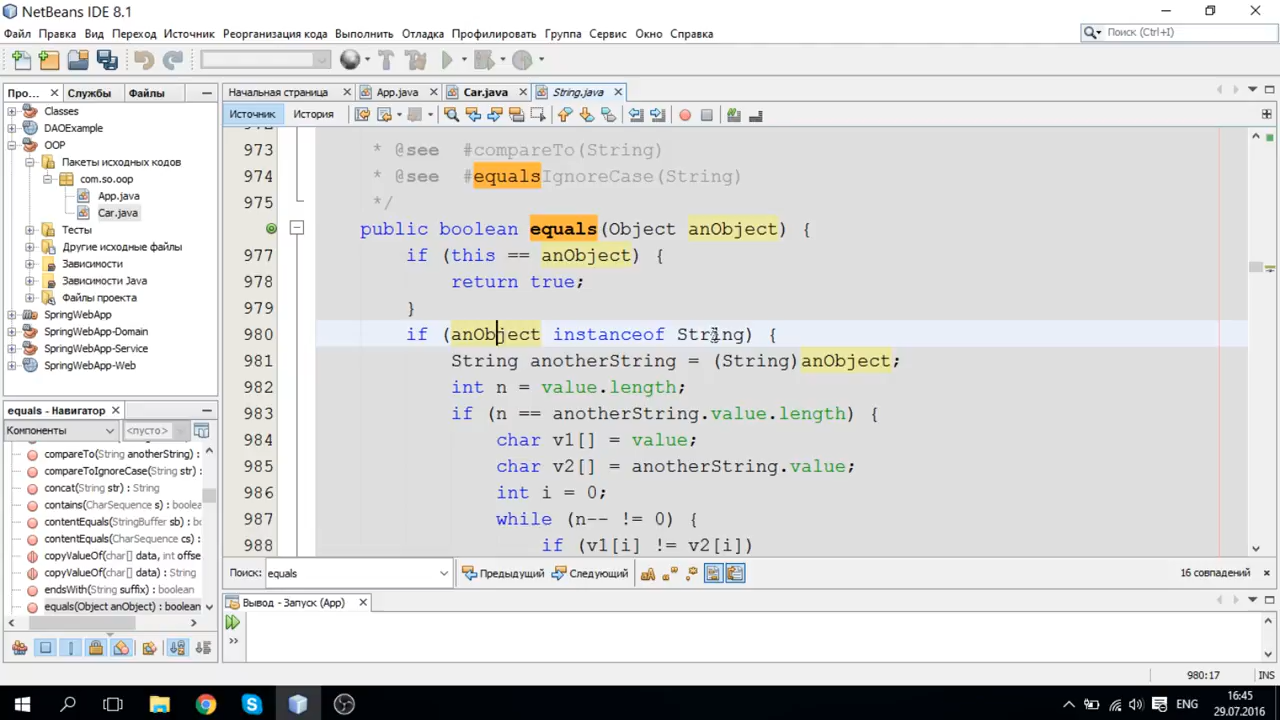 NetBeans IDE 8.1
Файл Правка Вид Переход Источник Реорганизация кода Выполнить Отладка Профилировать Группа Сервис Окно Справка
Поиск (Ctrl+I)
Про... Службы Файлы
Начальная страница App.java Car.java String.java
Источник История
Classes
DAOExample
OOP
Пакеты исходных кодов
com.so.oop
App.java
Car.java
Тесты
Другие исходные файлы
Зависимости
Зависимости Java
Файлы проекта
SpringWebApp
SpringWebApp-Domain
SpringWebApp-Service
SpringWebApp-Web
equals - Навигатор
Компоненты <пусто>
compareTo(String anotherString) :
compareToIgnoreCase(String str) :
concat(String str) : String
contains(CharSequence s) : boolea
contentEquals(StringBuffer sb) : bo
contentEquals(CharSequence cs) :
copyValueOf(char[] data, int offse
copyValueOf(char[] data) : String
endsWith(String suffix) : boolean
equals(Object anObject) : boolean
973 * @see #compareTo(String)
974 * @see #equalsIgnoreCase(String)
975 */
public boolean equals(Object anObject) {
977 if (this == anObject) {
978 return true;
979 }
980 if (anObject instanceof String) {
981 String anotherString = (String)anObject;
982 int n = value.length;
983 if (n == anotherString.value.length) {
984 char v1[] = value;
985 char v2[] = anotherString.value;
986 int i = 0;
987 while (n-- != 0) {
988 if (v1[i] != v2[i])
Поиск: equals Предыдущий Следующий 16 совпадений
Вывод - Запуск (App)
980:17 INS
ENG
16:45
29.07.2016